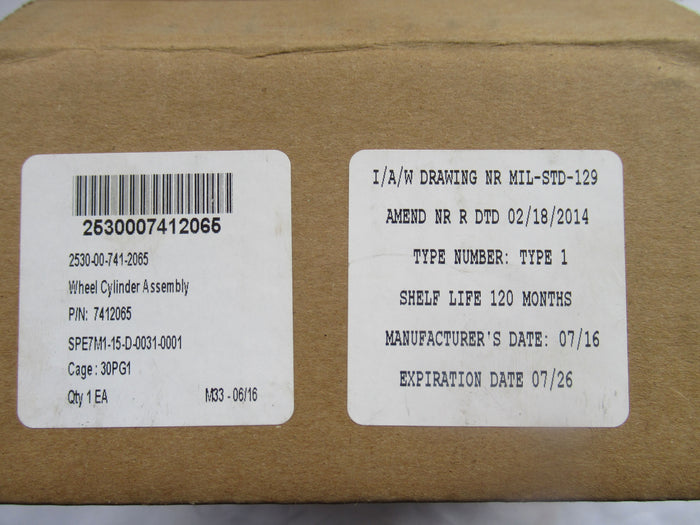 2530007412065
2530-00-741-2065
Wheel Cylinder Assembly
P/N: 7412065
SPE7M1-15-D-0031-0001
Cage: 30PG1
Qty 1 EA M33 - 06/16
I/A/W DRAWING NR MIL-STD-129
AMEND NR R DTD 02/18/2014
TYPE NUMBER: TYPE 1
SHELF LIFE 120 MONTHS
MANUFACTURER'S DATE: 07/16
EXPIRATION DATE 07/26